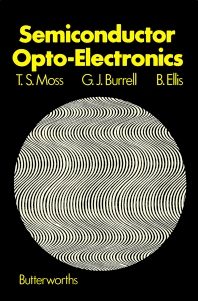 Semiconductor
Opto-Electronics
T. S. Moss G. J. Burrell B. Ellis
Butterworths